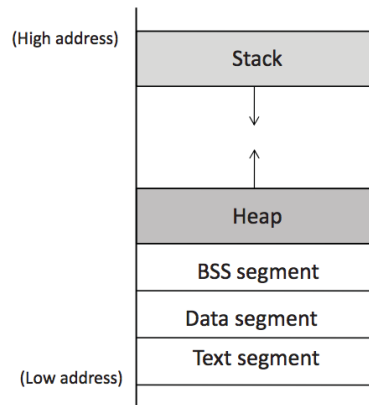 (High address)
Stack
Heap
BSS segment
Data segment
Text segment
(Low address)